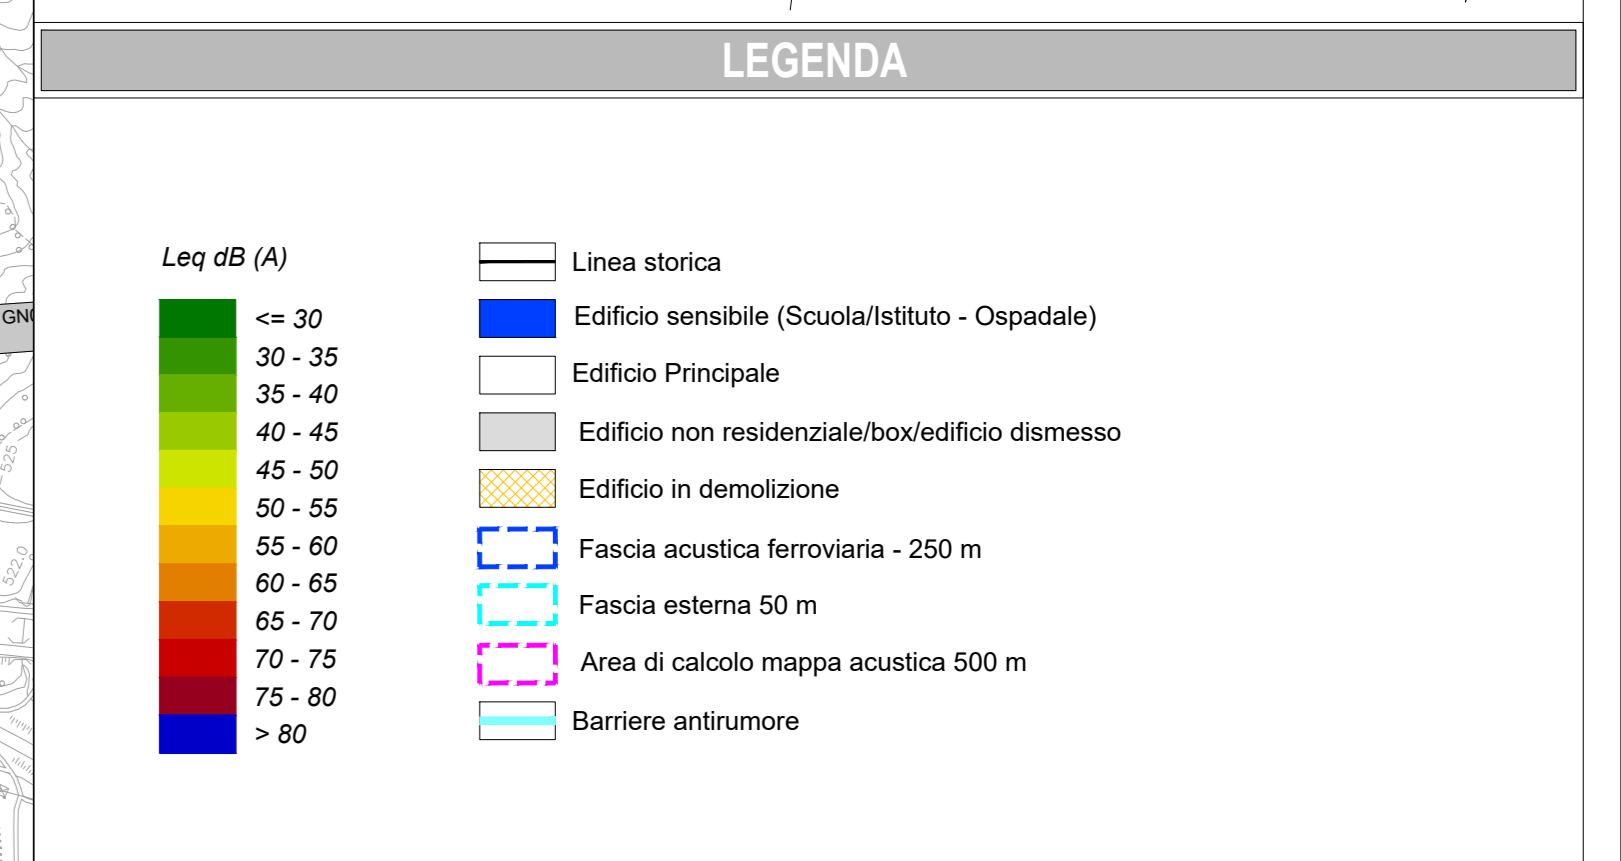 LEGENDA
Leq dB (A)
<= 30
30 - 35
35 - 40
40 - 45
45 - 50
50 - 55
55 - 60
60 - 65
65 - 70
70 - 75
75 - 80
> 80
Linea storica
Edificio sensibile (Scuola/Istituto - Ospadale)
Edificio Principale
Edificio non residenziale/box/edificio dismesso
Edificio in demolizione
Fascia acustica ferroviaria - 250 m
Fascia esterna 50 m
Area di calcolo mappa acustica 500 m
Barriere antirumore
525
522.0